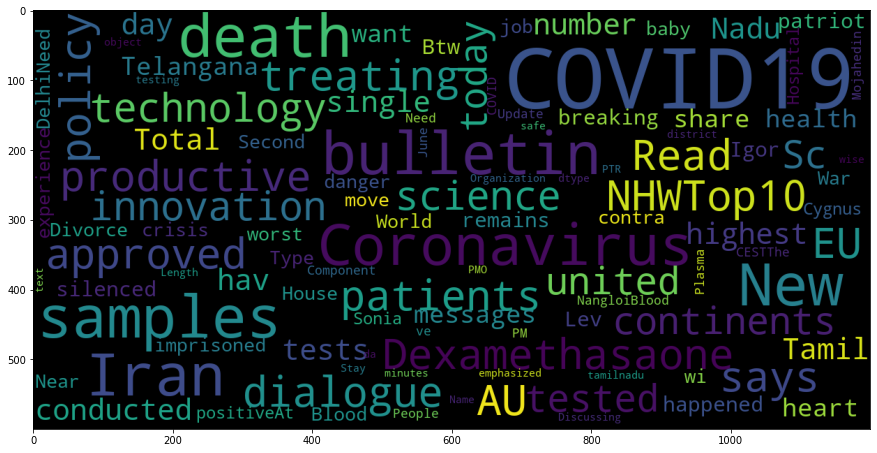 0
100
200
300
400
500
0
200
400
600
800
1000
COVID19
death
policy
day
want
Btw
today
job
number
baby
Nadu
patriot
object
testing
Telangana
treating
DelhiNeed
technology
single
Need
COVID
Update
safe
breaking
share
health
Hospital
Mojahedin
Total
Second
June
bulletin
district
Read
Igor
Sc
wise
experience
productive
danger
Organization
dtype
PTR
War
innovation
move
science
NHWTop10
Cygnus
World
remains
contra
highest
EU
Divorce
crisis
worst
Coronavirus
approved
Type
Component
PMO
Plasma
CESTThe
text
Length
silenced
hav
House
patients
united
NangloiBlood
New
samples
Sonia
messages
ve
PM
Lev
continents
imprisoned
tests
da
Stay
Dexamethasaone
Tamil
Near
Iran
minutes
emphasized
tamilnadu
wi
says
conducted
positiveAt
dialogue
Blood
People
Name
AU
tested
Discussing
happened
heart